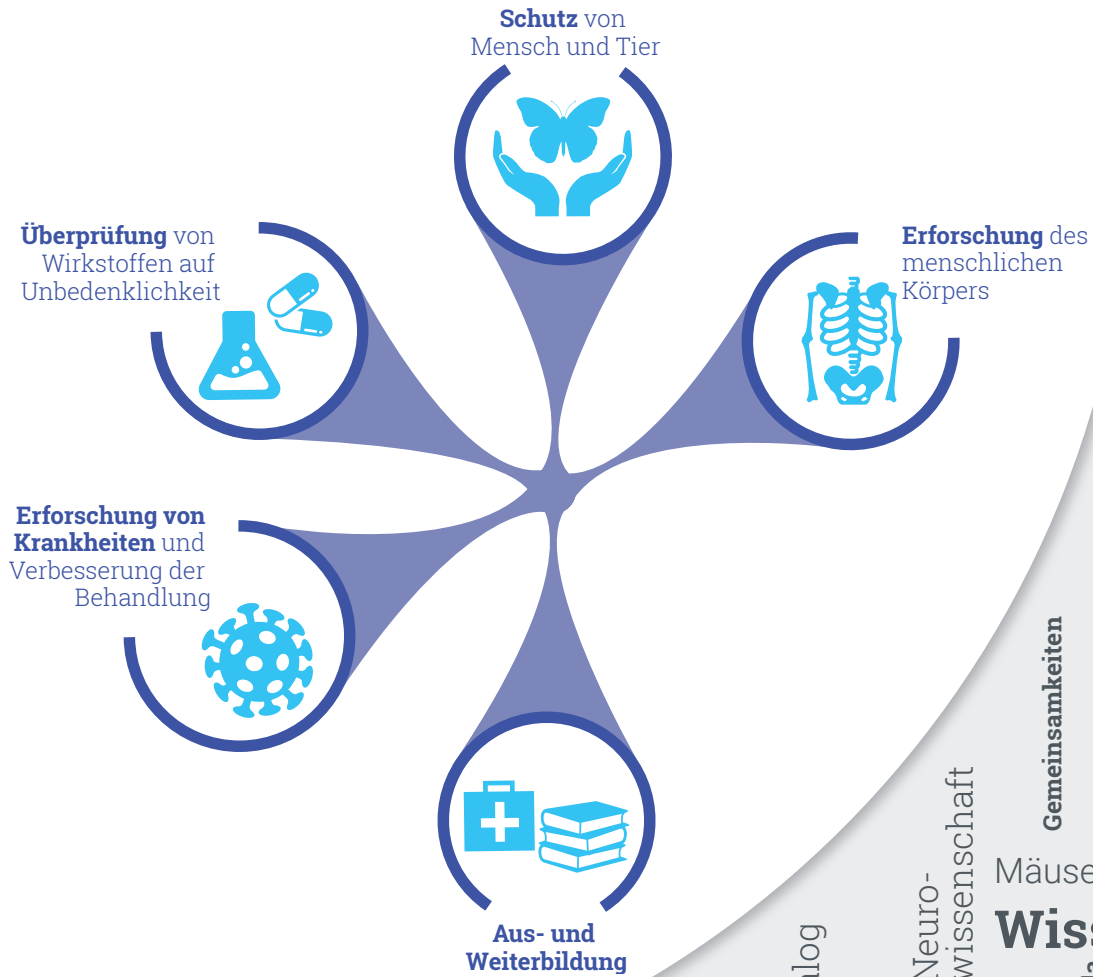 Schutz von
Mensch und Tier
Überprüfung von
Wirkstoffen auf
Unbedenklichkeit
Erforschung des
menschlichen
Körpers
Erforschung von
Krankheiten und
Verbesserung der
Behandlung
Aus- und
Weiterbildung
Gemeinsamkeiten
Neuro-
wissenschaft
Mäuse